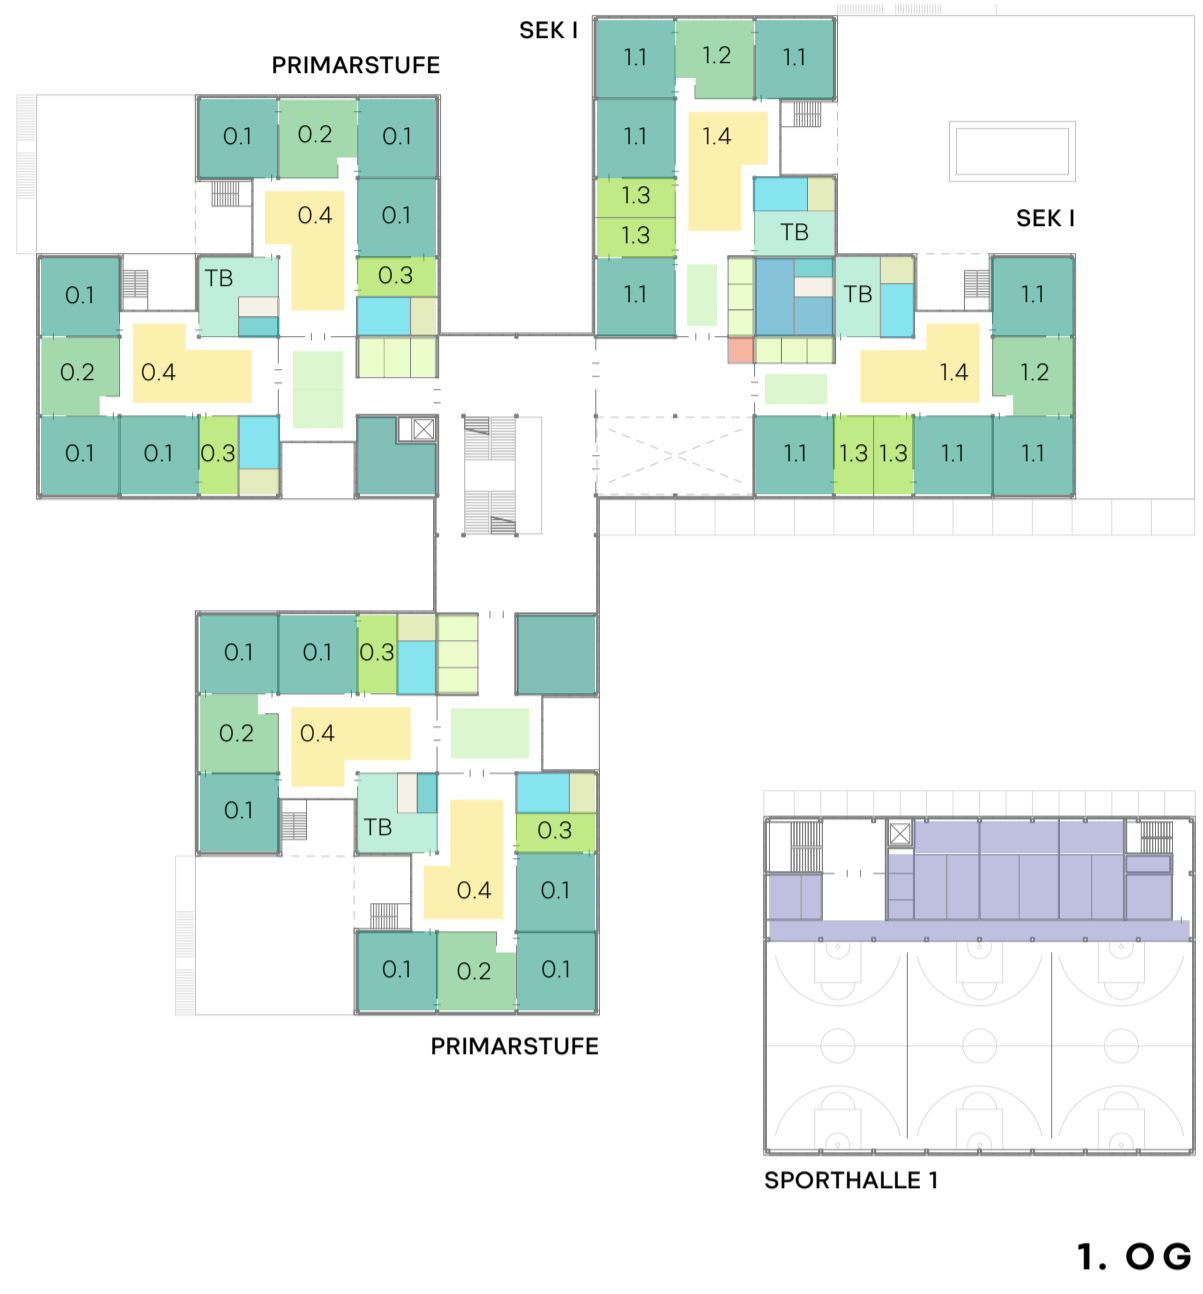 SEK I
PRIMARSTUFE
1.1 1.2 1.1
0.1 0.2 0.1
1.1 1.4
1.3
0.4 0.1
SEK I
TB
1.3
TB
0.3
0.1
1.1
TB
1.1
0.2 0.4
1.4 1.2
0.1 0.1 0.3
1.1 1.3 1.3 1.1 1.1
0.1 0.1 0.3
0.2 0.4
0.1
TB
0.3
0.4 0.1
0.1 0.2 0.1
PRIMARSTUFE
SPORTHALLE 1
1. OG